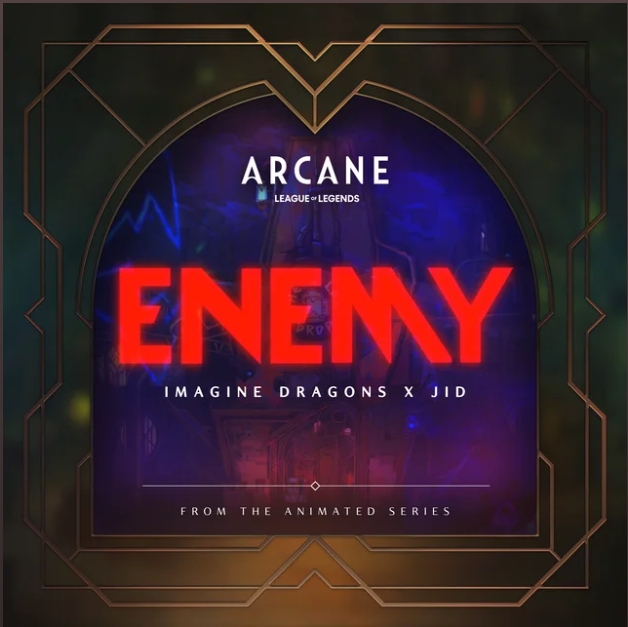 ARCANE
LEAGUE OF LEGENDS
ENEMY
IMAGINE DRAGONS X JID
FROM THE ANIMATED SERIES